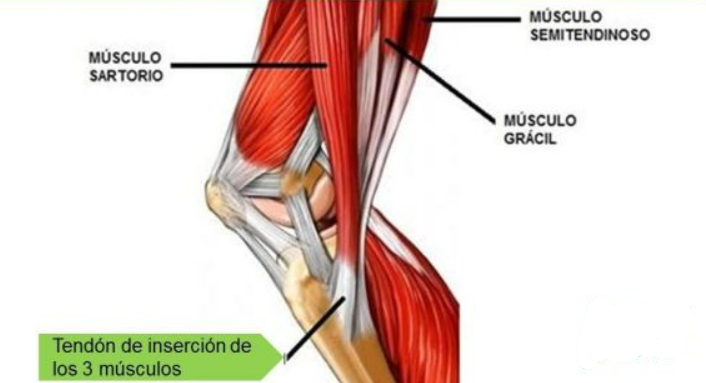 MÚSCULO
SEMITENDINOSO
MÚSCULO
SARTORIO
MÚSCULO
GRÁCIL
Tendón de inserción de
los 3 músculos